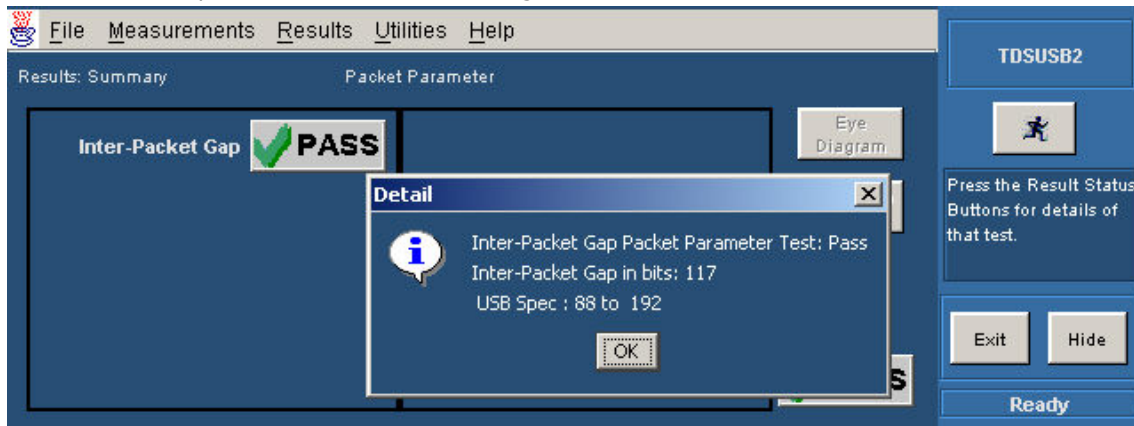 File Measurements Results Utilities Help
Results: Summary Packet Parameter
Inter-Packet Gap PASS
Eye
Diagram
Detail
Inter-Packet Gap Packet Parameter Test: Pass
Inter-Packet Gap in bits: 117
USB Spec : 88 to 192
OK
S
TDSUSB2
Press the Result Status
Buttons for details of
that test.
Exit Hide
Ready